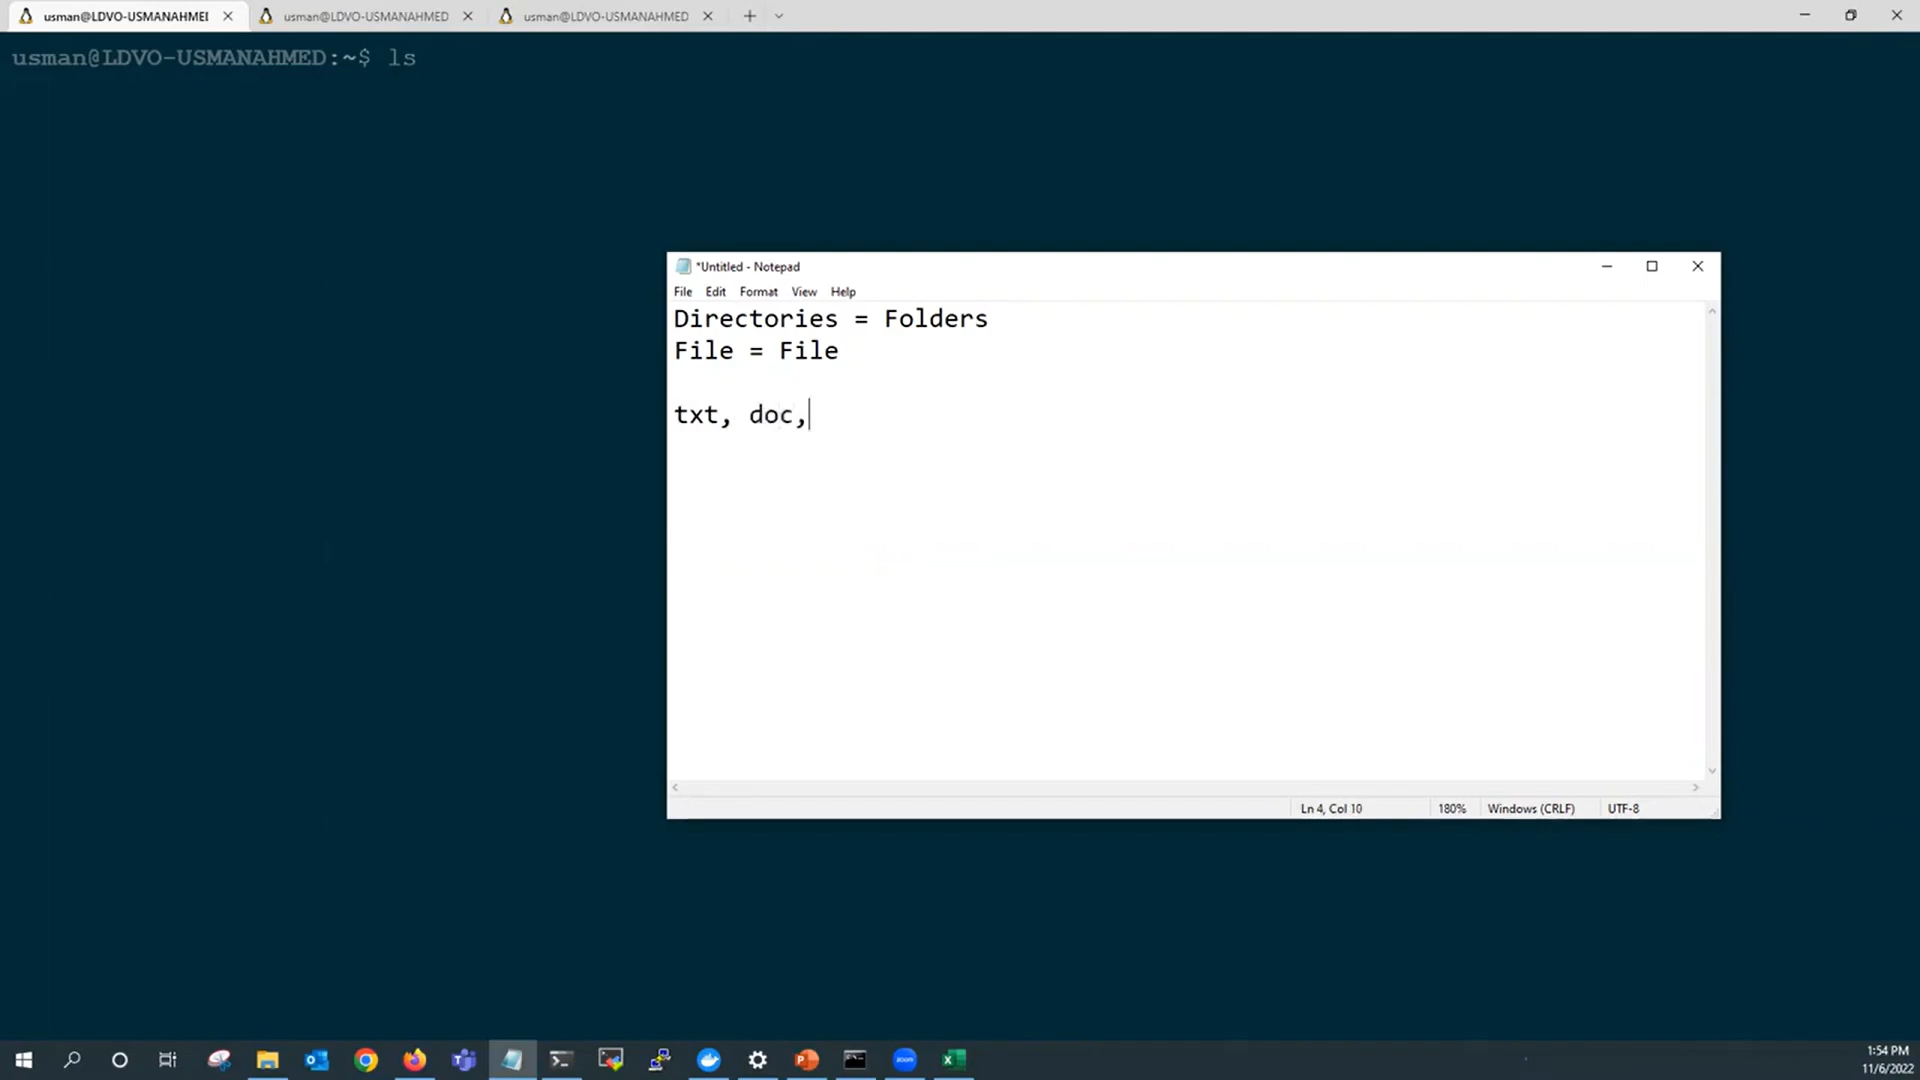 usman@LDVO-USMANAHMEI
usman@LDVO-USMANAHMED
usman@LDVO-USMANAHMED
usman@LDVO-USMANAHMED:~$ ls
*Untitled - Notepad
File Edit Format View Help
Directories = Folders
File = File
txt, doc,
Ln 4, Col 10
180%
Windows (CRLF)
UTF-8
zoom
1:54 PM
11/6/2022